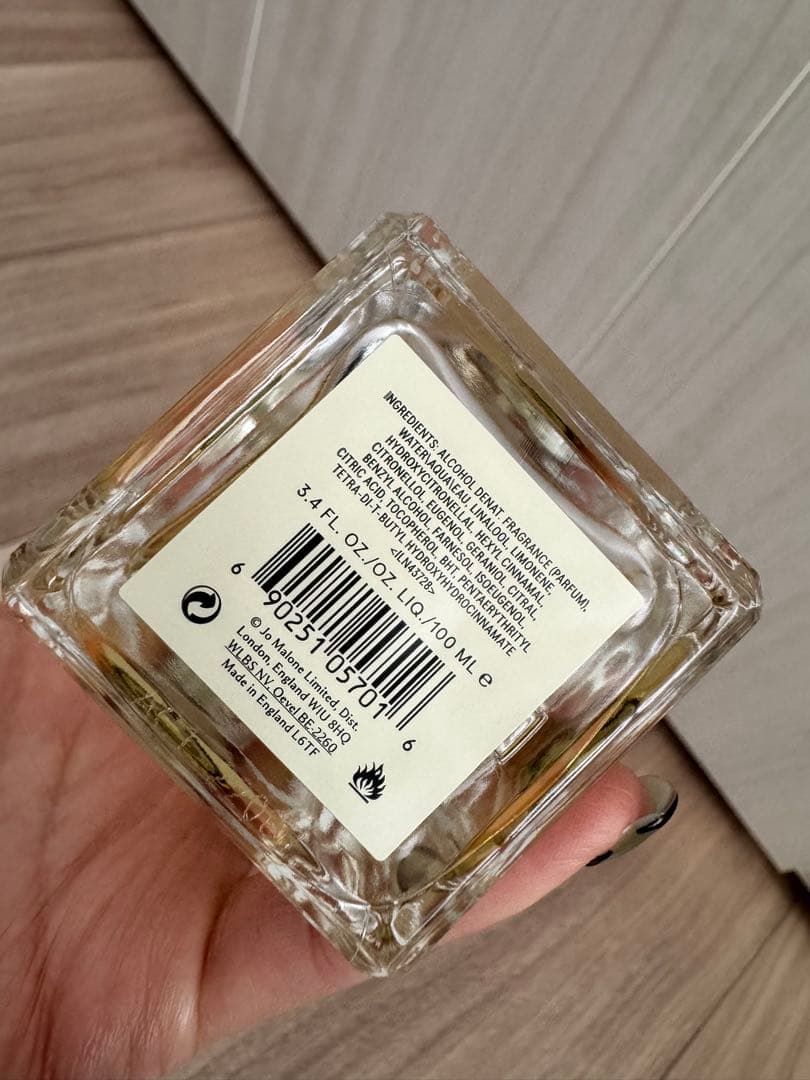 INGREDIENTS: ALCOHOL DENAT, FRAGRANCE (PARFUM),
WATER\AQUA\EAU, LINALOOL, LIMONENE,
HYDROXYCITRONELLAL, HEXYL CINNAMAL,
CITRONELLOL, EUGENOL, GERANIOL, CITRAL,
BENZYL ALCOHOL, FARNESOL, ISOEUGENOL,
CITRIC ACID, TOCOPHEROL, BHT, PENTAERYTHRITYL
TETRA-DI-T-BUTYL HYDROXYHYDROCINNAMATE
<ILN43728>
3.4 FL. OZ./OZ. LIQ./100 ML ℮
6 90251 05701 6
© Jo Malone Limited, Dist.
London, England W1U 8HQ
WLBS NV, Oevel BE-2260
Made in England L6TF